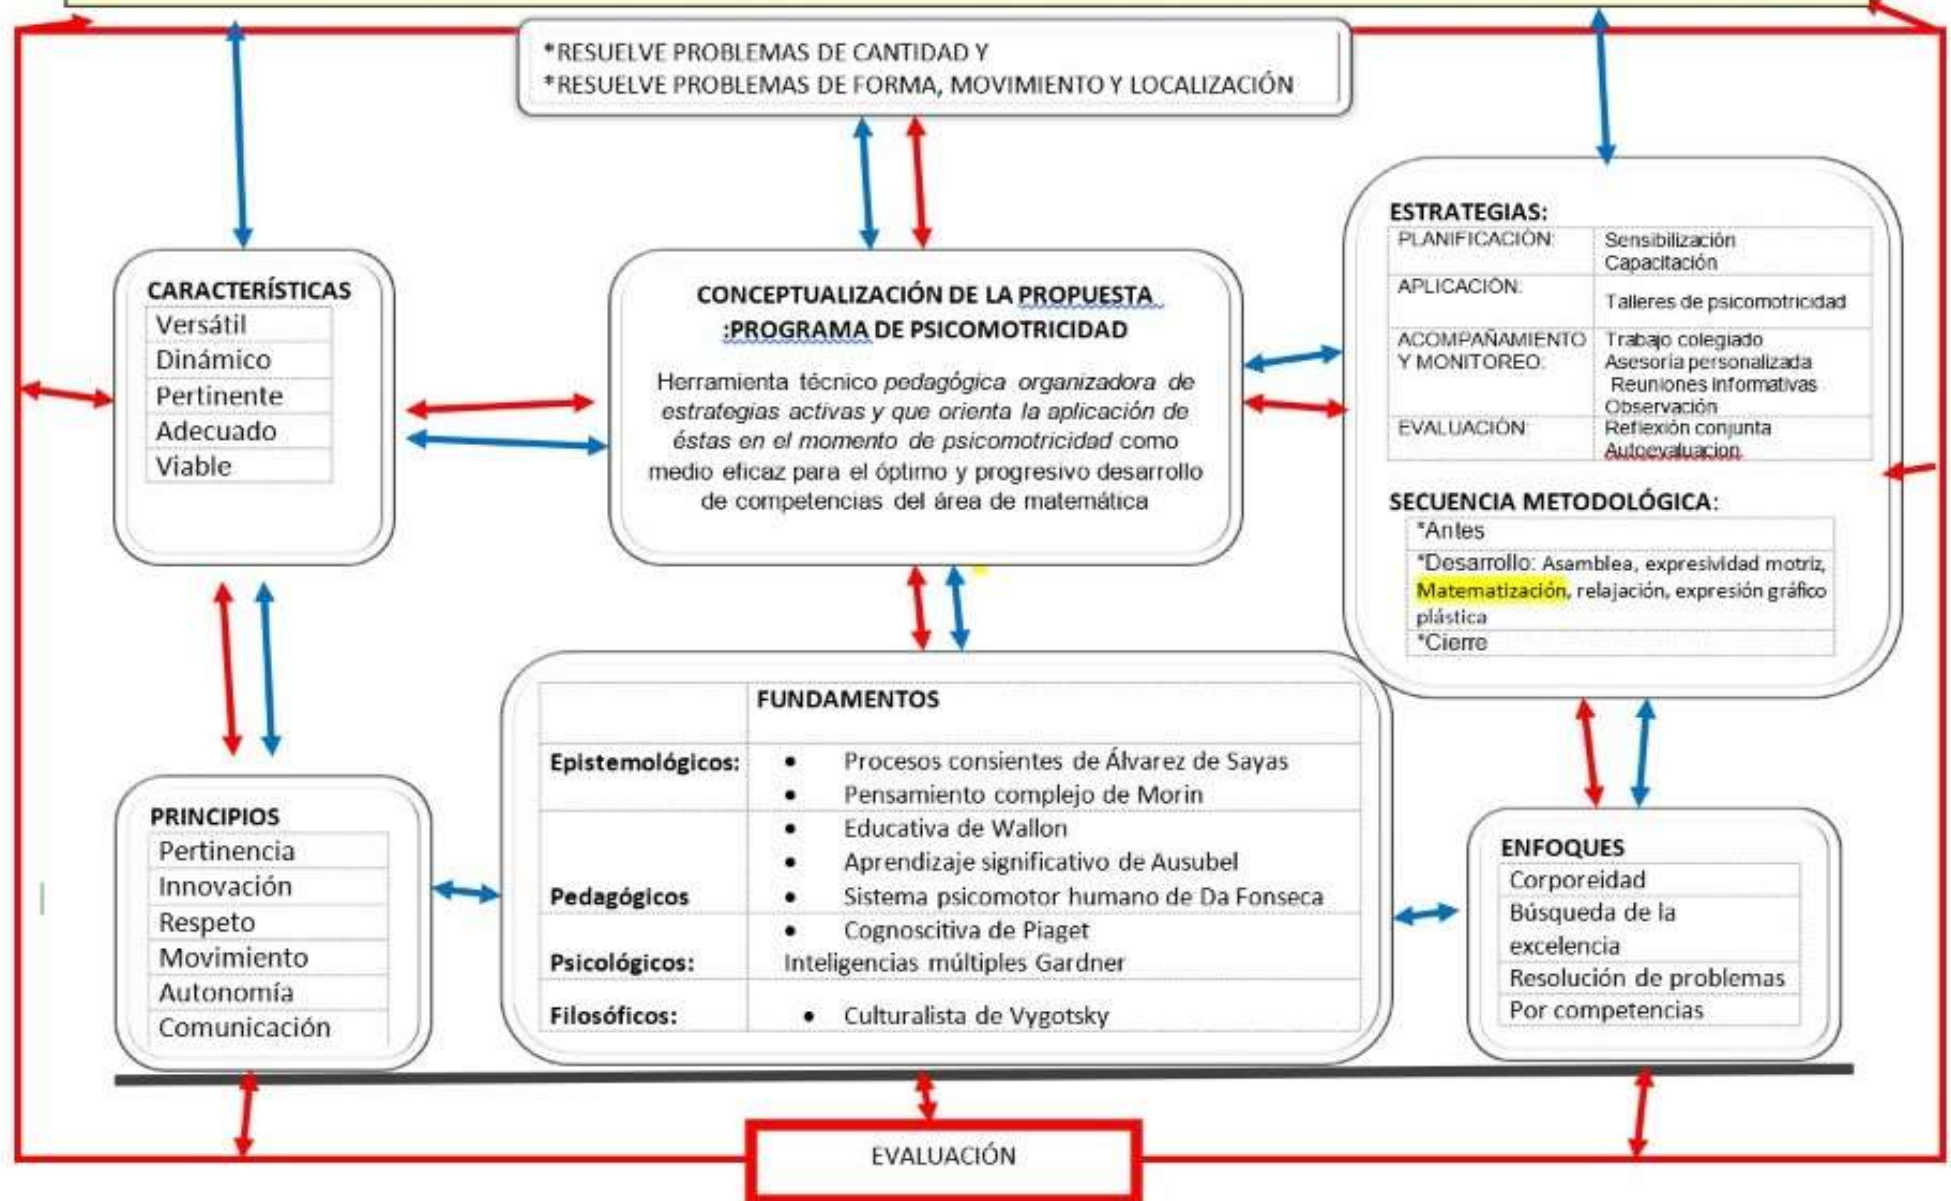 *RESUELVE PROBLEMAS DE CANTIDAD Y
*RESUELVE PROBLEMAS DE FORMA, MOVIMIENTO Y LOCALIZACIÓN
CARACTERÍSTICAS
Versátil
Dinámico
Pertinente
Adecuado
Viable
CONCEPTUALIZACIÓN DE LA PROPUESTA
:PROGRAMA DE PSICOMOTRICIDAD
Herramienta técnico pedagógica organizadora de
estrategias activas y que orienta la aplicación de
éstas en el momento de psicomotricidad como
medio eficaz para el óptimo y progresivo desarrollo
de competencias del área de matemática
ESTRATEGIAS:
PLANIFICACIÓN: Sensibilización
Capacitación
APLICACIÓN:
Talleres de psicomotricidad
ACOMPAÑAMIENTO Trabajo colegiado
Y MONITOREO: Asesoría personalizada
Reuniones informativas
Observación
EVALUACIÓN: Reflexión conjunta
Autoevaluacion
SECUENCIA METODOLÓGICA:
*Antes
*Desarrollo: Asamblea, expresividad motriz,
Matematización, relajación, expresión gráfico
plástica
*Cierre
PRINCIPIOS
Pertinencia
Innovación
Respeto
Movimiento
Autonomía
Comunicación
FUNDAMENTOS
Epistemológicos: • Procesos consientes de Álvarez de Sayas
• Pensamiento complejo de Morin
• Educativa de Wallon
• Aprendizaje significativo de Ausubel
Pedagógicos • Sistema psicomotor humano de Da Fonseca
• Cognoscitiva de Piaget
Psicológicos: Inteligencias múltiples Gardner
Filosóficos: • Culturalista de Vygotsky
ENFOQUES
Corporeidad
Búsqueda de la
excelencia
Resolución de problemas
Por competencias
EVALUACIÓN